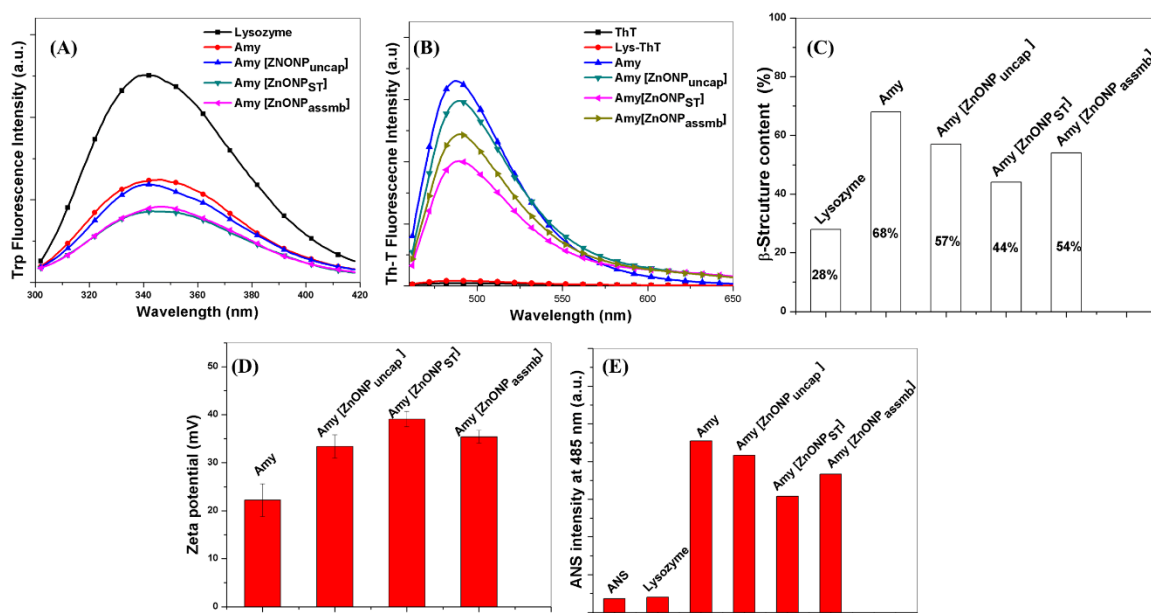 (A)
Lysozyme
Amy
Amy [ZNONPuncap]
Amy [ZnONPST]
Amy [ZnONPassmb]
Trp Fluorescence Intensity (a.u.)
300 320 340 360 380 400 420
Wavelength (nm)
(B)
ThT
Lys-ThT
Amy
Amy [ZnONPuncap]
Amy[ZnONPST]
Amy[ZnONPassmb]
Th-T Fluorescecne Intensity (a.u.)
500 550 600 650
Wavelength (nm)
(C)
β-Strcuture content (%)
100
80
60
40
20
0
Lysozyme
Amy
Amy [ZnONP uncap ]
Amy [ZnONPST]
Amy [ZnONP assmb]
28%
68%
57%
44%
54%
(D)
Zeta potential (mV)
50
40
30
20
10
0
Amy
Amy [ZnONP uncap ]
Amy [ZnONPST]
Amy [ZnONP assmb]
(E)
ANS intensity at 485 nm (a.u.)
ANS
Lysozyme
Amy
Amy [ZnONP uncap ]
Amy [ZnONPST]
Amy [ZnONP assmb]